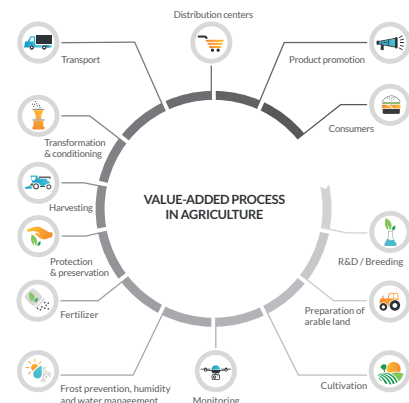 Distribution centers
Transport
Product promotion
Consumers
Transformation
& conditioning
VALUE-ADDED PROCESS
IN AGRICULTURE
Harvesting
Protection
& preservation
R&D / Breeding
Fertilizer
Preparation of
arable land
Cultivation
Frost prevention, humidity
and water management
Monitoring